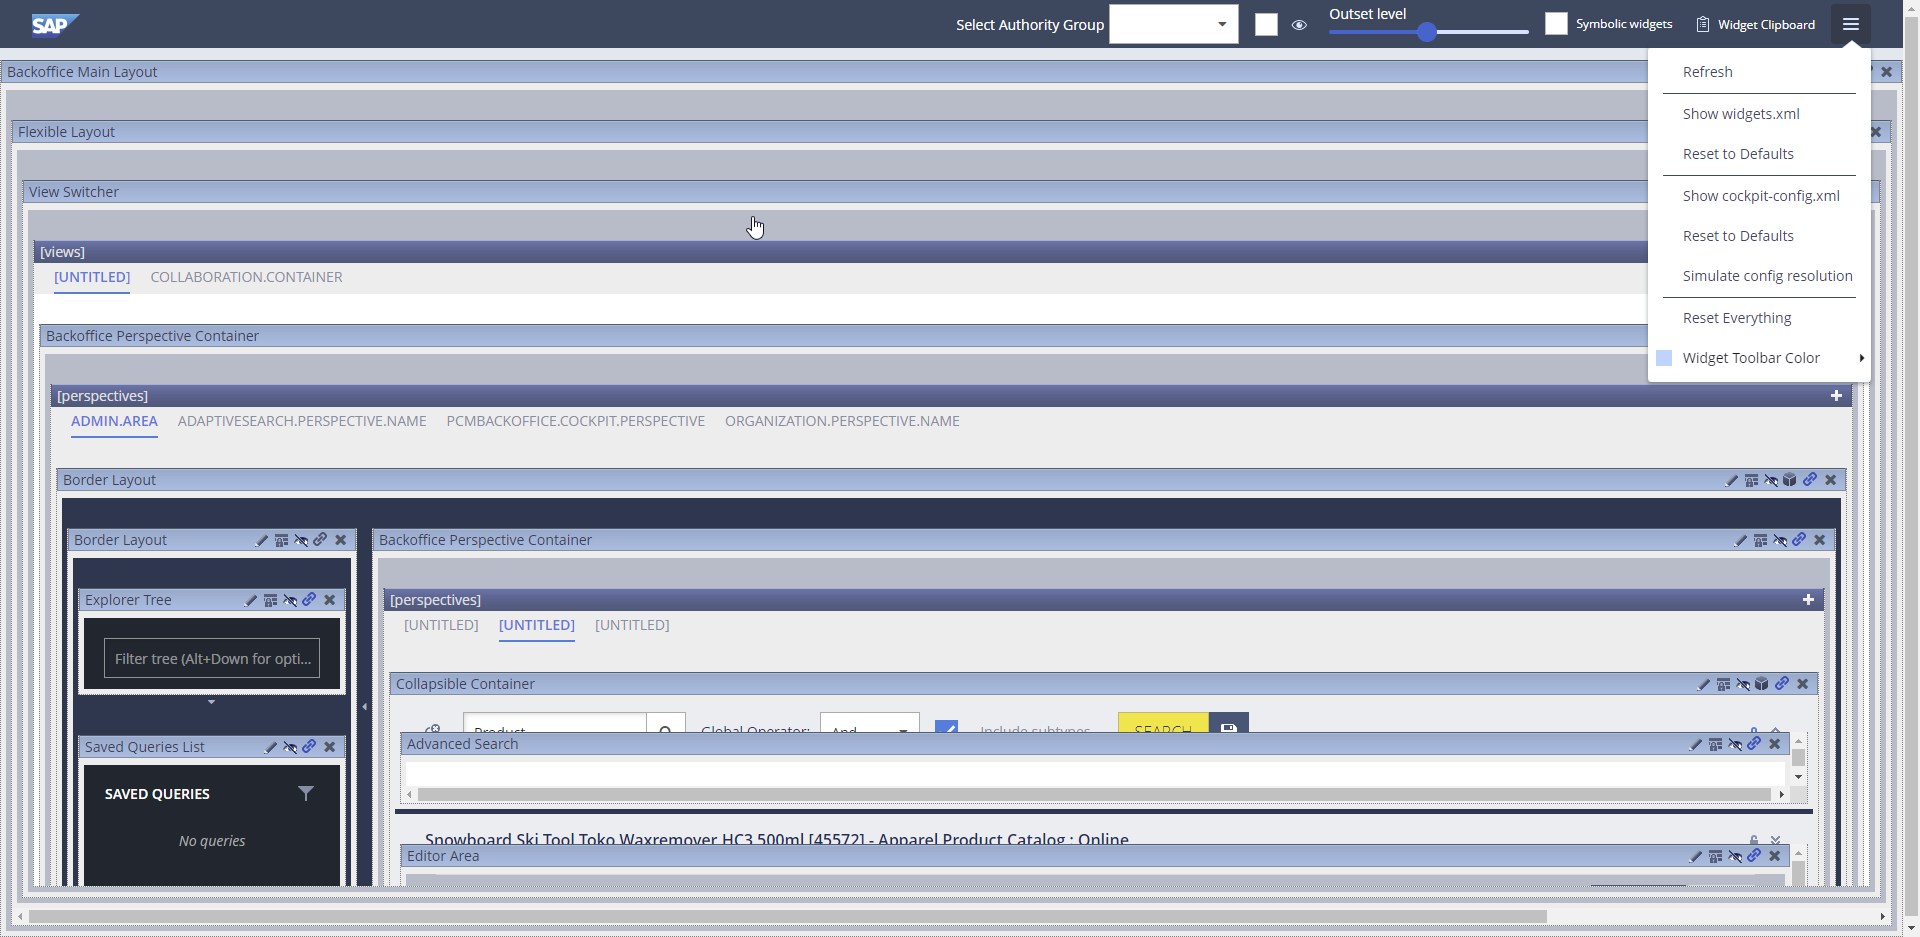 SAP
Select Authority Group
Outset level
Symbolic widgets
Widget Clipboard
Backoffice Main Layout
Refresh
Show widgets.xml
Reset to Defaults
Show cockpit-config.xml
Reset to Defaults
Simulate config resolution
Reset Everything
Widget Toolbar Color
Flexible Layout
View Switcher
[views]
[UNTITLED] COLLABORATION.CONTAINER
Backoffice Perspective Container
[perspectives]
ADMIN.AREA ADAPTIVESEARCH.PERSPECTIVE.NAME PCMBACKOFFICE.COCKPIT.PERSPECTIVE ORGANIZATION.PERSPECTIVE.NAME
Border Layout
Border Layout
Explorer Tree
Filter tree (Alt+Down for opti...
Saved Queries List
SAVED QUERIES
No queries
Backoffice Perspective Container
[perspectives]
[UNTITLED] [UNTITLED] [UNTITLED]
Collapsible Container
Product Global Operator: And Include subtypes SEARCH
Advanced Search
Snowboard Ski Tool Toko Waxremover HC3 500ml [45572] - Apparel Product Catalog : Online
Editor Area